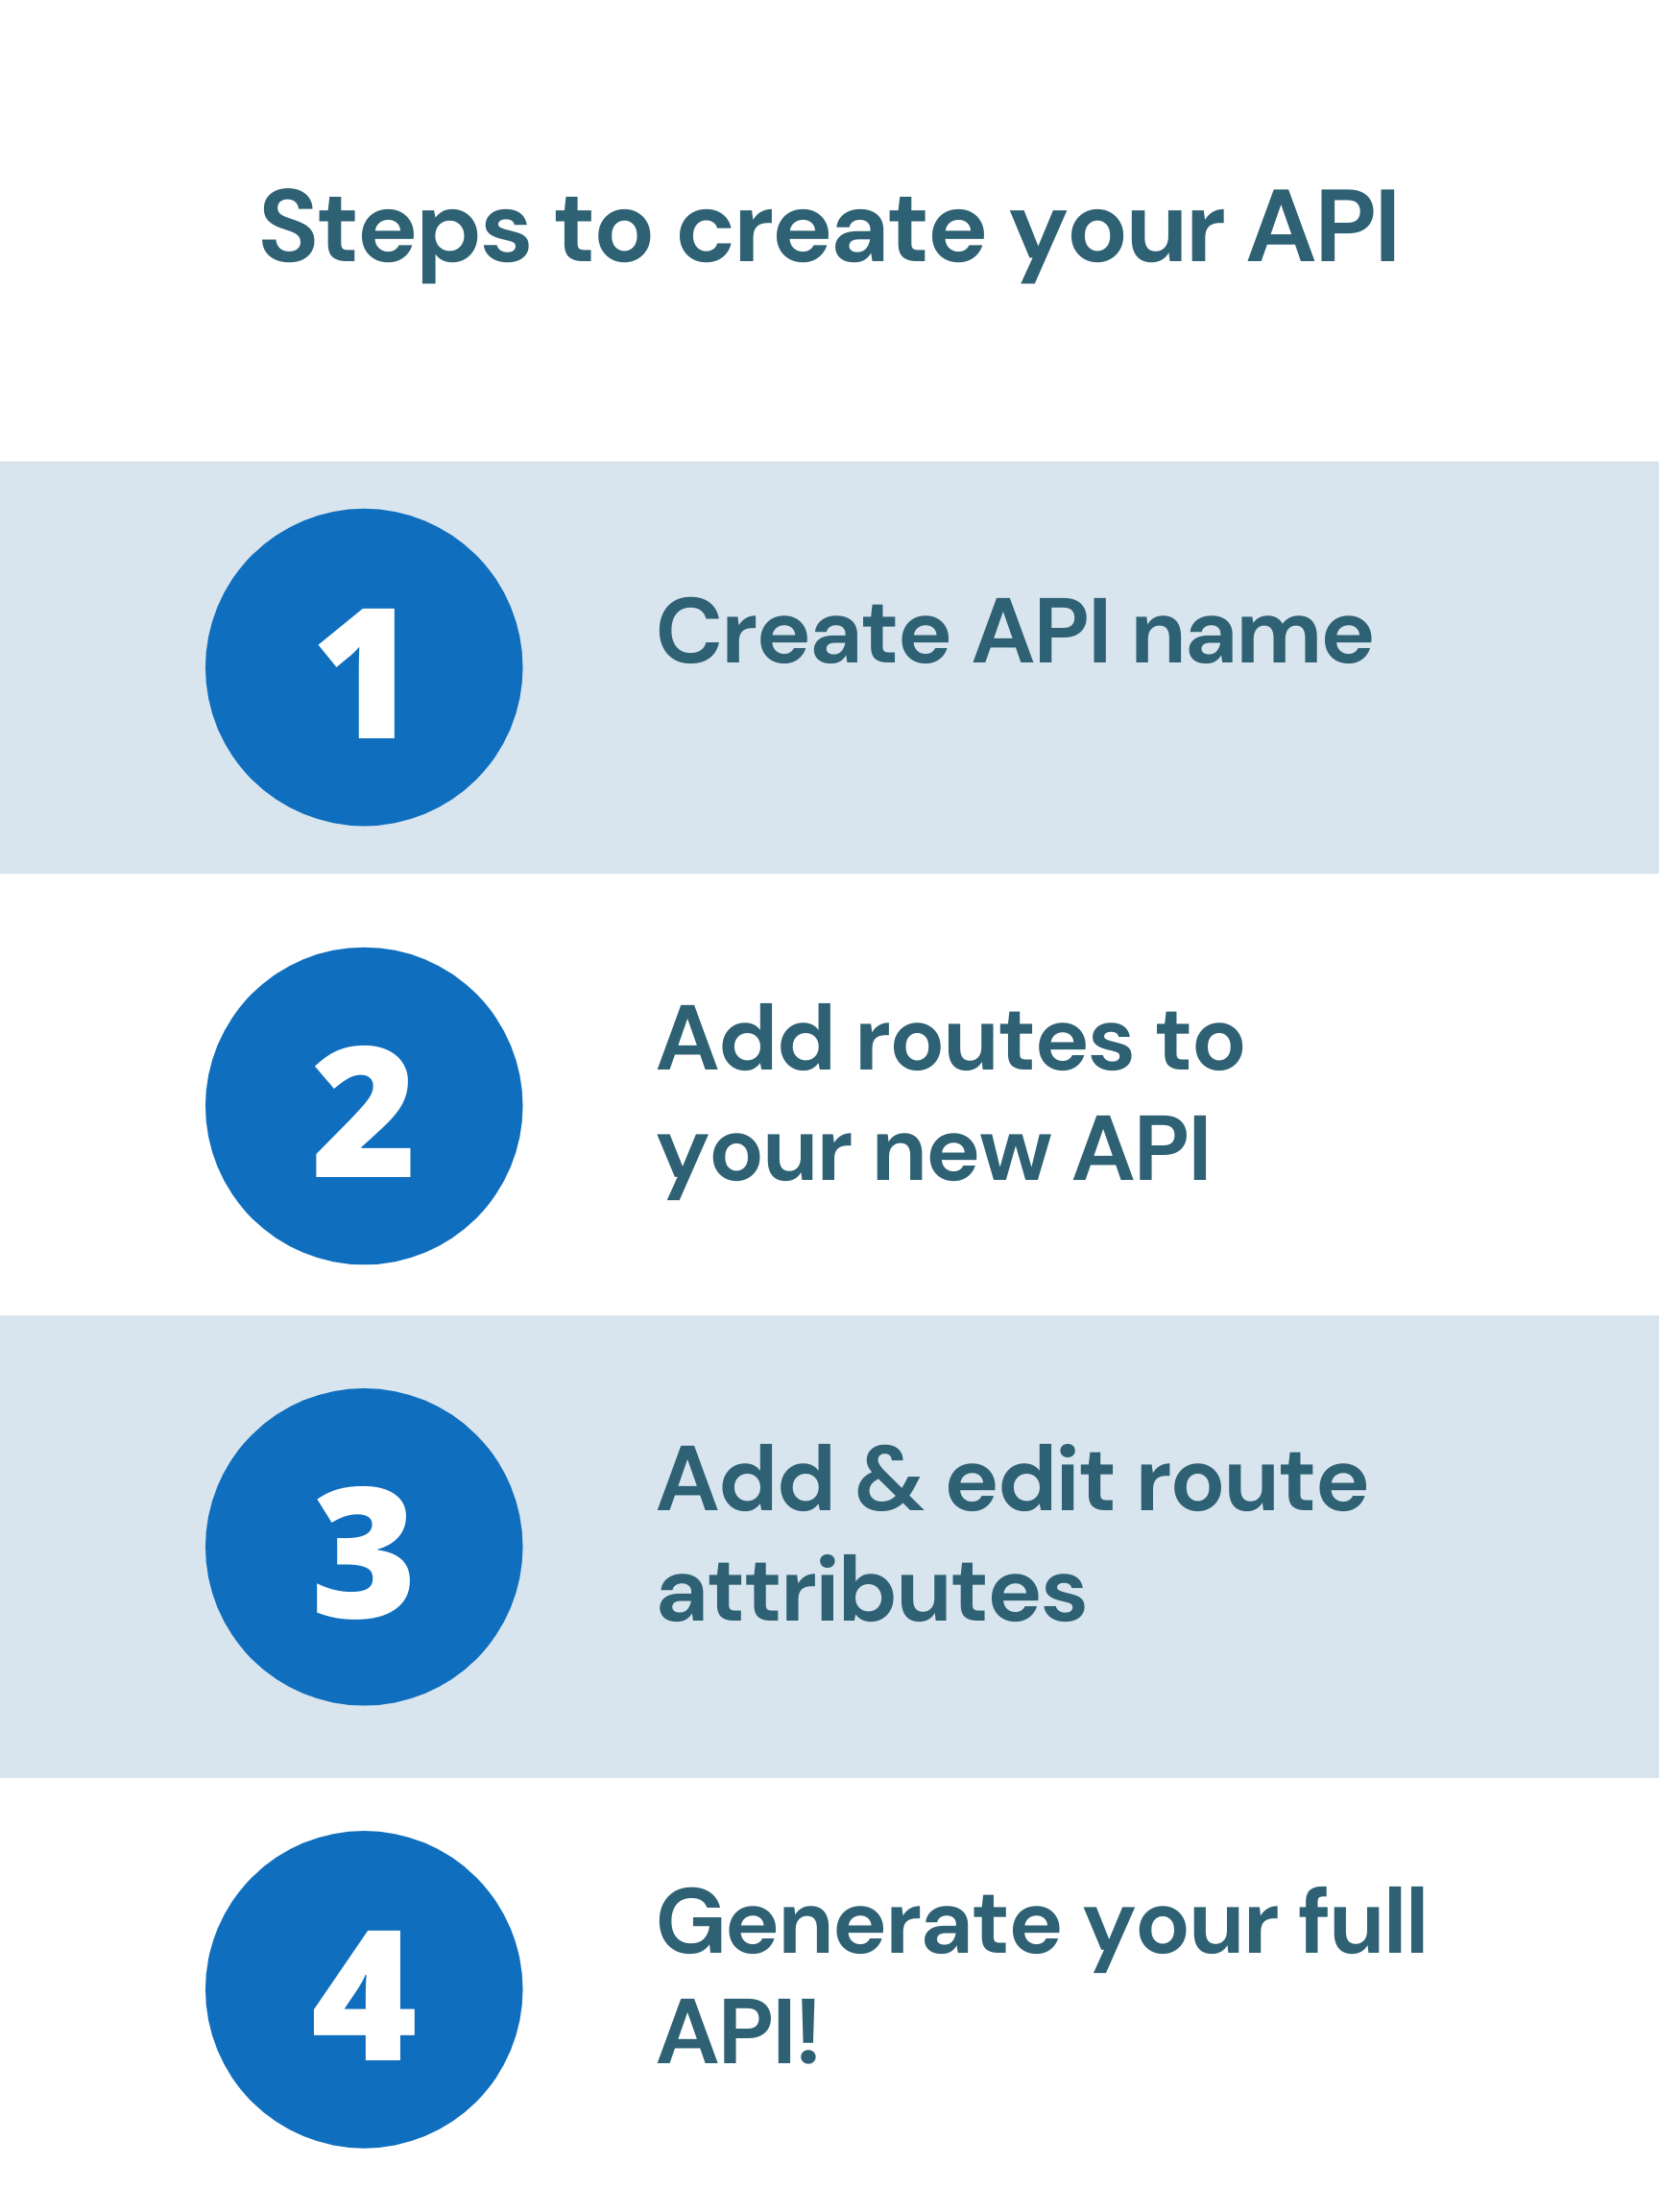 Steps to create your API
1
Create API name
2
Add routes to
your new API
3
Add & edit route
attributes
4
Generate your full
API!